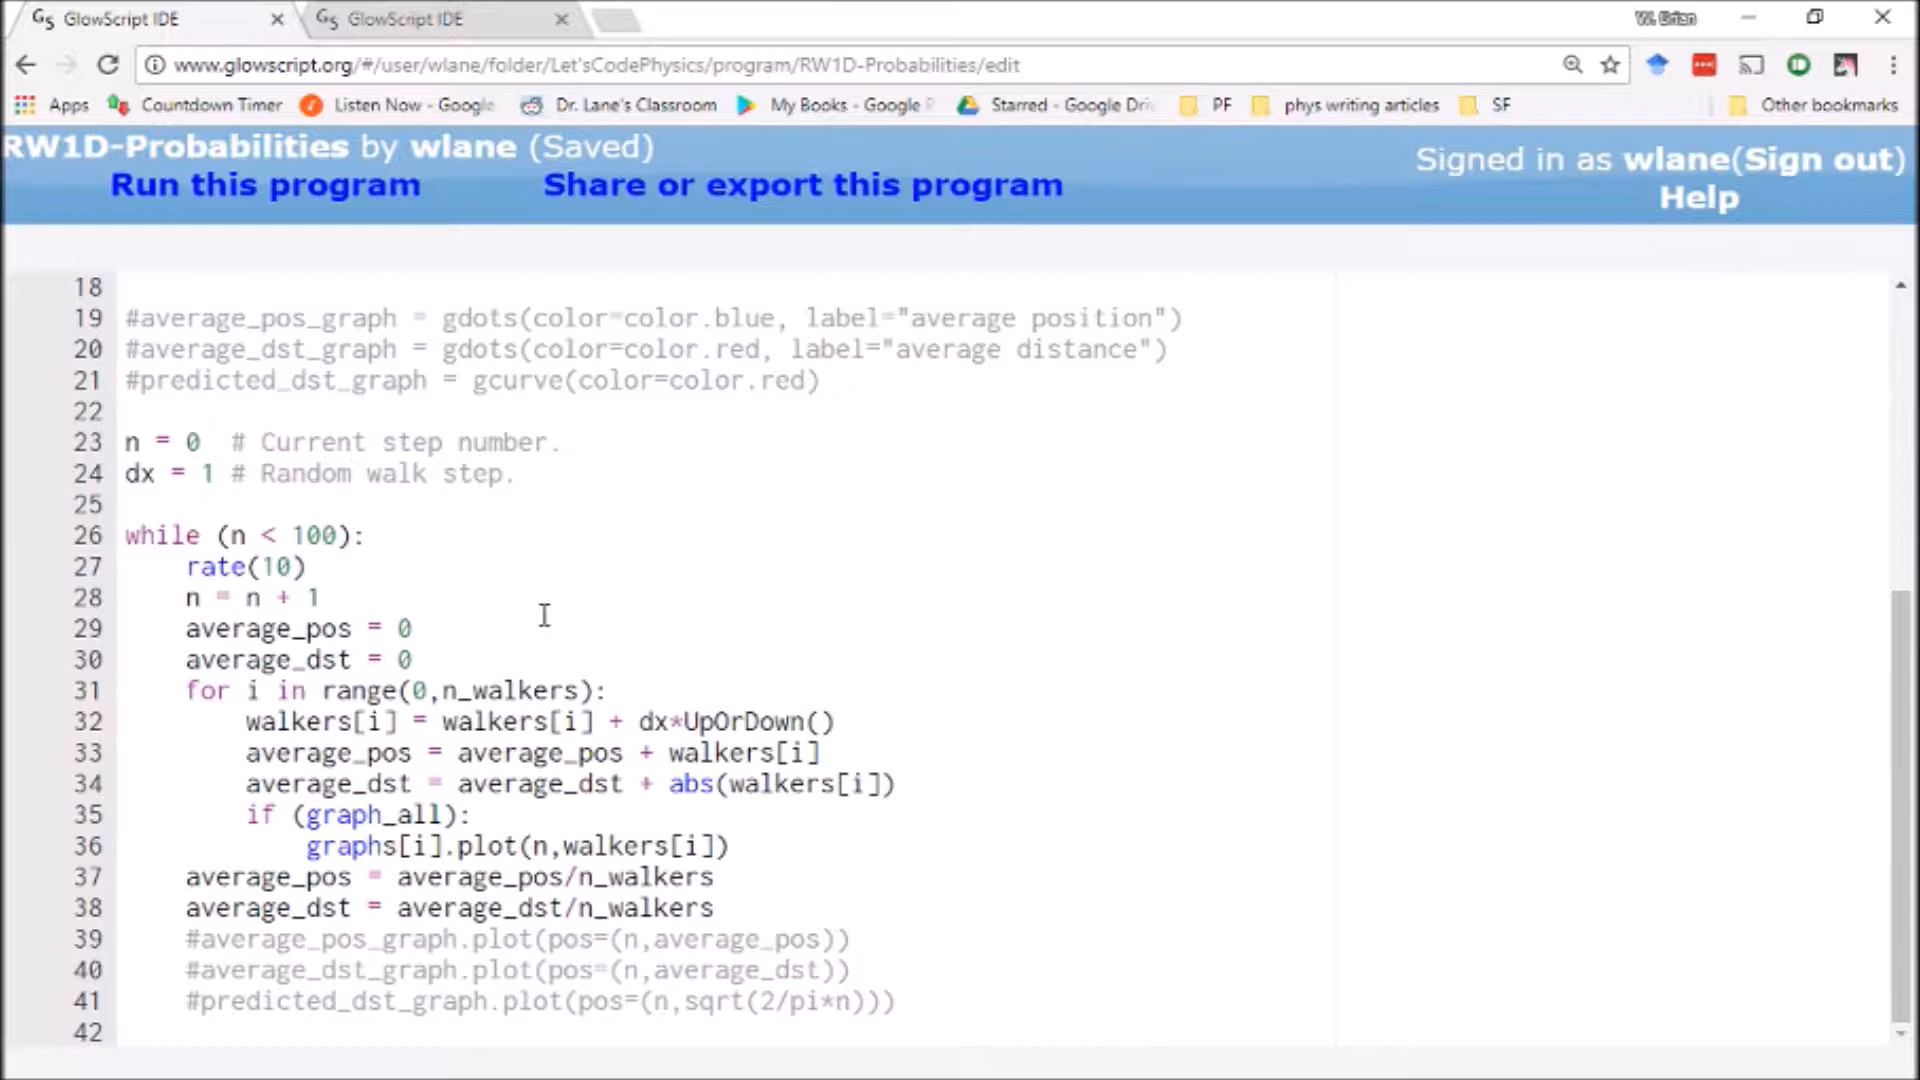 GlowScript IDE
GlowScript IDE
W. Brian
www.glowscript.org/#/user/wlane/folder/Let'sCodePhysics/program/RW1D-Probabilities/edit
Apps Countdown Timer Listen Now - Google Dr. Lane's Classroom My Books - Google P Starred - Google Driv PF phys writing articles SF Other bookmarks
RW1D-Probabilities by wlane (Saved)
Signed in as wlane(Sign out)
Run this program Share or export this program
Help
18
19 #average_pos_graph = gdots(color=color.blue, label="average position")
20 #average_dst_graph = gdots(color=color.red, label="average distance")
21 #predicted_dst_graph = gcurve(color=color.red)
22
23 n = 0 # Current step number.
24 dx = 1 # Random walk step.
25
26 while (n < 100):
27 rate(10)
28 n = n + 1
29 average_pos = 0
30 average_dst = 0
31 for i in range(0,n_walkers):
32 walkers[i] = walkers[i] + dx*UpOrDown()
33 average_pos = average_pos + walkers[i]
34 average_dst = average_dst + abs(walkers[i])
35 if (graph_all):
36 graphs[i].plot(n,walkers[i])
37 average_pos = average_pos/n_walkers
38 average_dst = average_dst/n_walkers
39 #average_pos_graph.plot(pos=(n,average_pos))
40 #average_dst_graph.plot(pos=(n,average_dst))
41 #predicted_dst_graph.plot(pos=(n,sqrt(2/pi*n)))
42